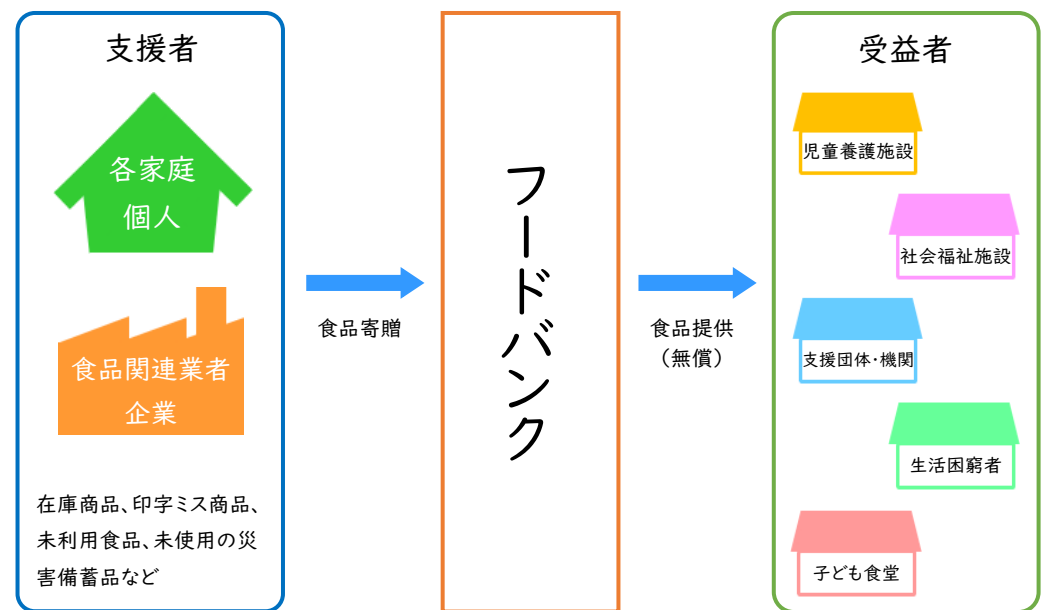 支援者
各家庭
個人
食品関連業者
企業
在庫商品、印字ミス商品、
未利用食品、未使用の災
害備蓄品など
食品寄贈
フードバンク
食品提供
（無償）
受益者
児童養護施設
社会福祉施設
支援団体・機関
生活困窮者
子ども食堂